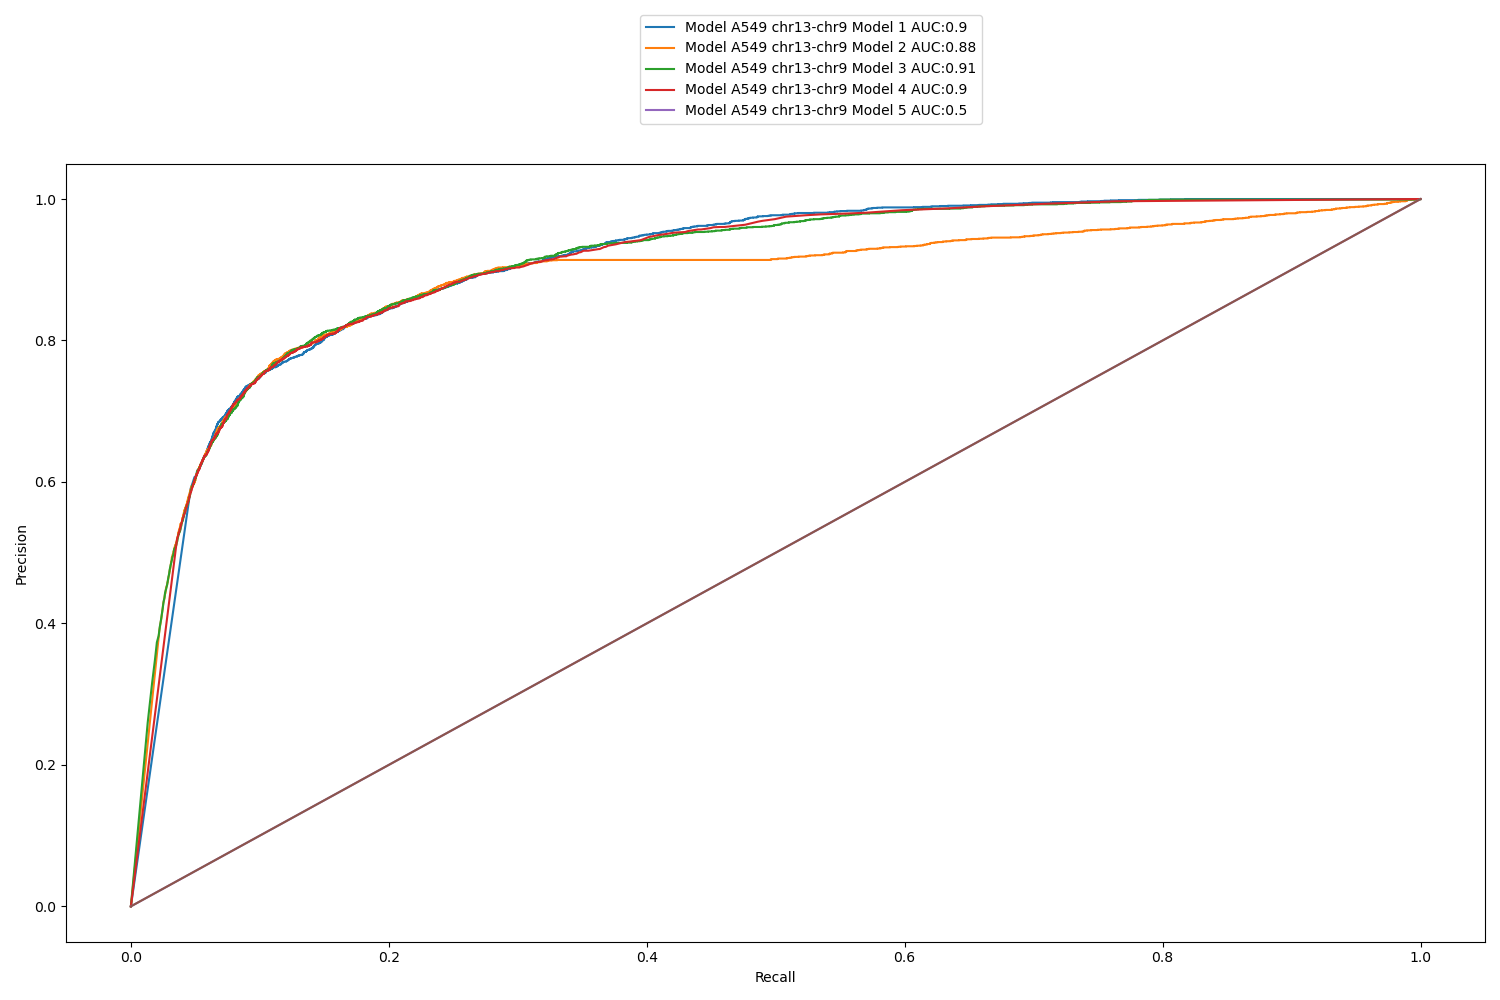 Model A549 chr13-chr9 Model 1 AUC:0.9
Model A549 chr13-chr9 Model 2 AUC:0.88
Model A549 chr13-chr9 Model 3 AUC:0.91
Model A549 chr13-chr9 Model 4 AUC:0.9
Model A549 chr13-chr9 Model 5 AUC:0.5
1.0
0.8
0.6
0.4
0.2
0.0
Precision
0.0 0.2 0.4 0.6 0.8 1.0
Recall